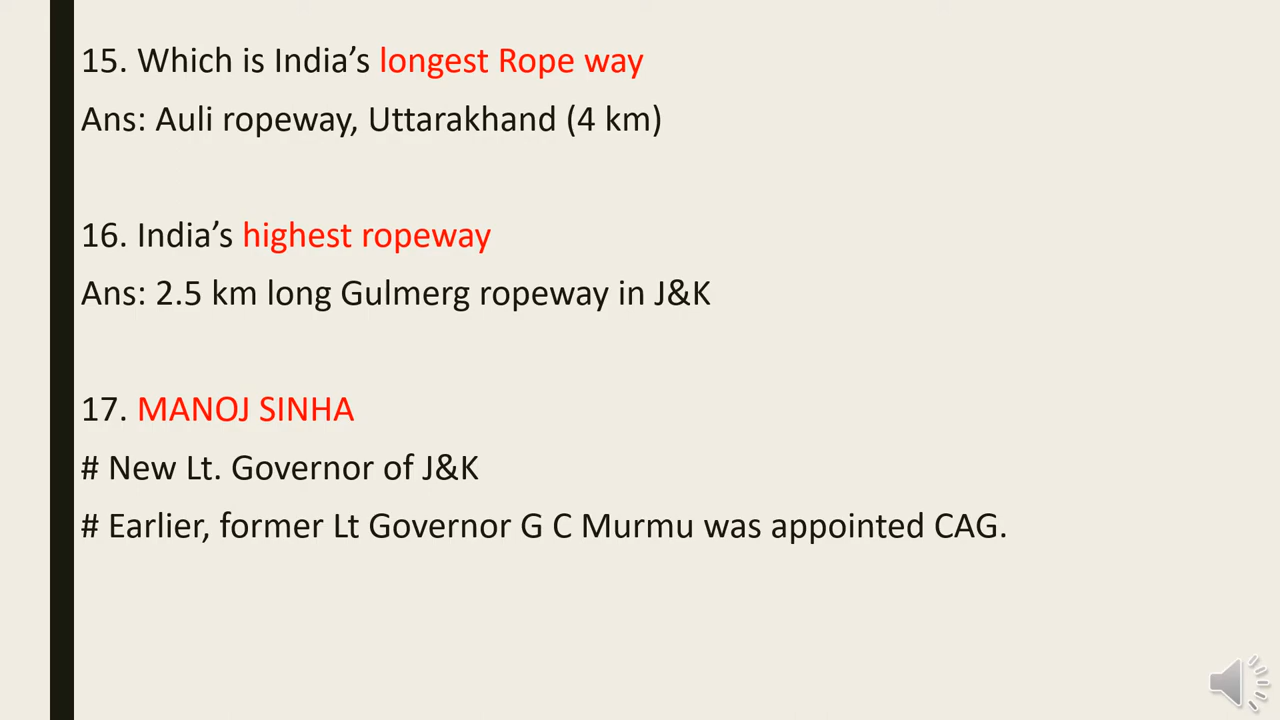 15. Which is India’s longest Rope way
Ans: Auli ropeway, Uttarakhand (4 km)
16. India’s highest ropeway
Ans: 2.5 km long Gulmerg ropeway in J&K
17. MANOJ SINHA
# New Lt. Governor of J&K
# Earlier, former Lt Governor G C Murmu was appointed CAG.